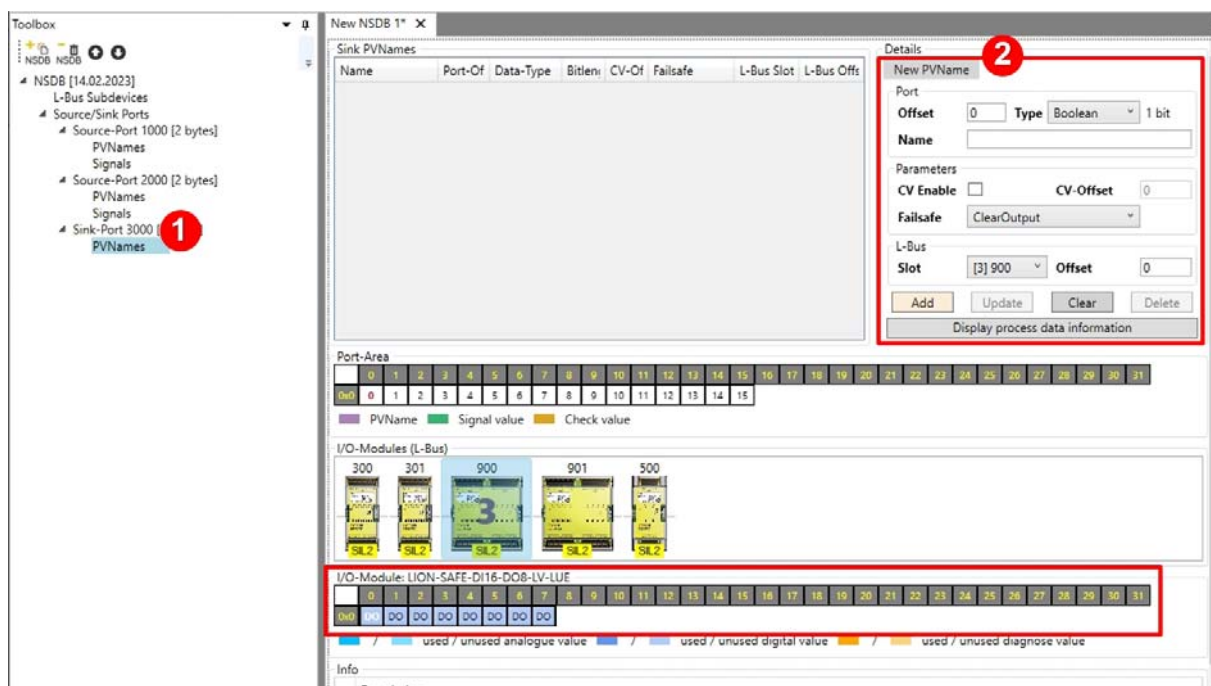 Toolbox
NSDB NSDB
NSDB [14.02.2023]
L-Bus Subdevices
Source/Sink Ports
Source-Port 1000 [2 bytes]
PVNames
Signals
Source-Port 2000 [2 bytes]
PVNames
Signals
Sink-Port 3000 [
1
PVNames
New NSDB 1*
Sink PVNames
Name Port-Of Data-Type Bitleng CV-Of Failsafe L-Bus Slot L-Bus Offs
Details
2
New PVName
Port
Offset 0 Type Boolean 1 bit
Name
Parameters
CV Enable CV-Offset 0
Failsafe ClearOutput
L-Bus
Slot [3] 900 Offset 0
Add Update Clear Delete
Display process data information
Port-Area
0 1 2 3 4 5 6 7 8 9 10 11 12 13 14 15 16 17 18 19 20 21 22 23 24 25 26 27 28 29 30 31
0x0 0 1 2 3 4 5 6 7 8 9 10 11 12 13 14 15
PVName Signal value Check value
I/O-Modules (L-Bus)
300 301 900 901 500
3
SIL2 SIL2 SIL2 SIL2 SIL2
I/O-Module: LION-SAFE-DI16-DO8-LV-LUE
0 1 2 3 4 5 6 7 8 9 10 11 12 13 14 15 16 17 18 19 20 21 22 23 24 25 26 27 28 29 30 31
0x0 DO DO DO DO DO DO DO DO
/ used / unused analogue value / used / unused digital value / used / unused diagnose value
Info